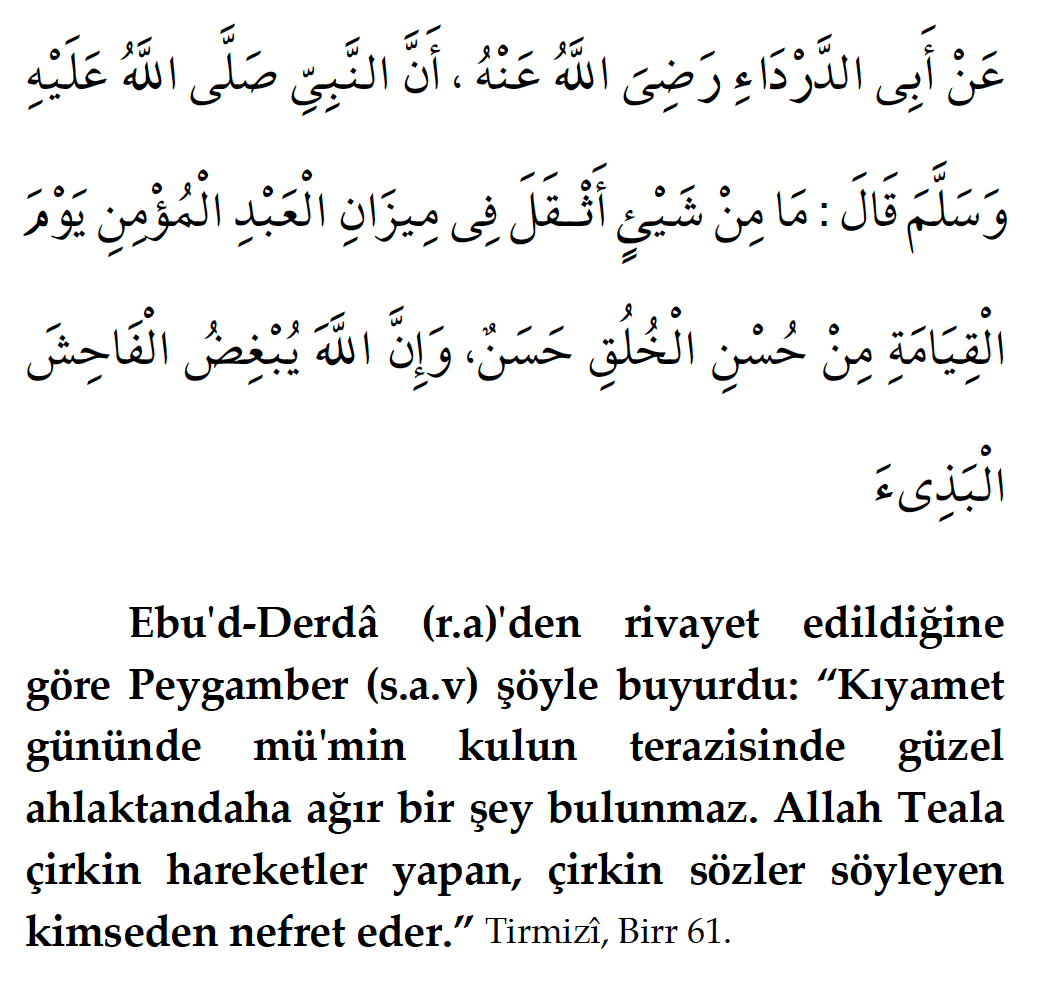 عَنْ أَبِى الدَّرْدَاءِ رَضِىَ اللَّهُ عَنْهُ ، أَنَّ النَّبِىِّ صَلَّى اللَّهُ عَلَيْهِ
وَسَلَّمَ قَالَ : مَا مِنْ شَيْئٍ أَثْـقَلَ فِى مِيزَانِ الْعَبْدِ الْمُؤْمِنِ يَوْمَ
الْقِيَامَةِ مِنْ حُسْنِ الْخُلُقِ حَسَنٌ، وَإِنَّ اللَّهَ يُبْغِضُ الْفَاحِشَ
الْبَذِىءَ
Ebu'd-Derdâ (r.a)'den rivayet edildiğine
göre Peygamber (s.a.v) şöyle buyurdu: “Kıyamet
gününde mü'min kulun terazisinde güzel
ahlaktandaha ağır bir şey bulunmaz. Allah Teala
çirkin hareketler yapan, çirkin sözler söyleyen
kimseden nefret eder.” Tirmizî, Birr 61.